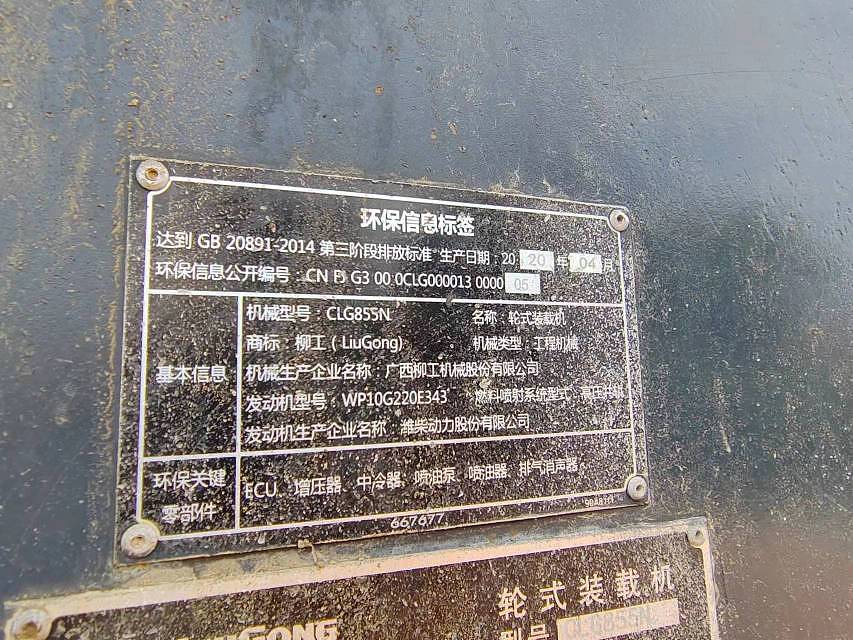 环保信息标签
达到 GB 20891-2014 第三阶段排放标准 生产日期：20 20 年 04 月
环保信息公开编号：CN G3 00 0CLG000013 0000 05
基本信息
机械型号：CLG855N 名称：轮式装载机
商标：柳工（LiuGong） 机械类型：工程机械
机械生产企业名称：广西柳工机械股份有限公司
发动机型号：WP10G220E343 燃料喷射系统型式：高压共轨
发动机生产企业名称：潍柴动力股份有限公司
环保关键
零部件
ECU、增压器、中冷器、喷油泵、喷油器、排气消声器
667677
LIUGONG
轮式装载机
型号 CLG855N